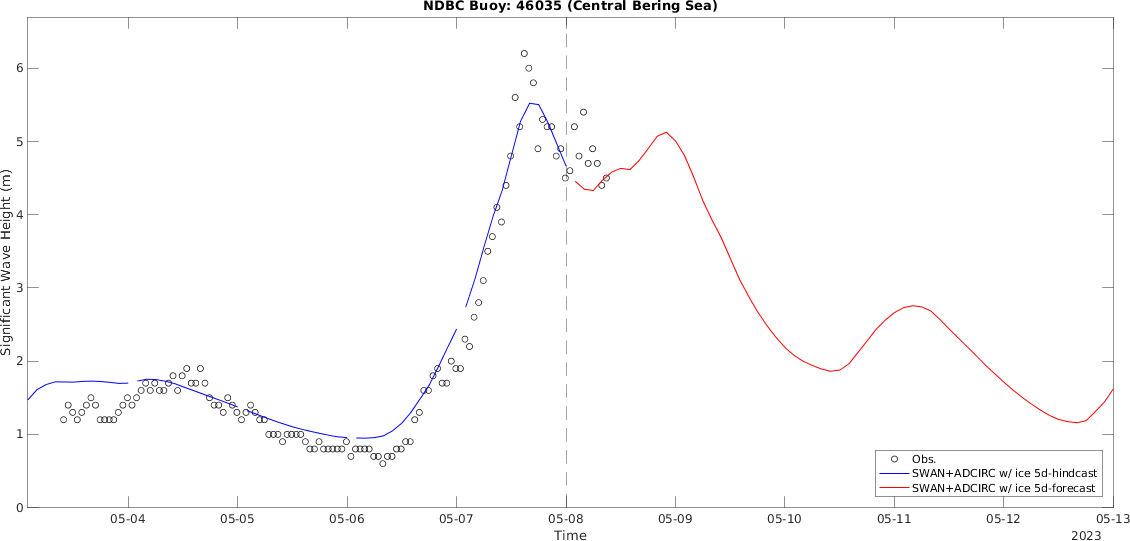 NDBC Buoy: 46035 (Central Bering Sea)
Significant Wave Height (m)
6
5
4
3
2
1
0
05-04 05-05 05-06 05-07 05-08 05-09 05-10 05-11 05-12 05-13
Time
2023
Obs.
SWAN+ADCIRC w/ ice 5d-hindcast
SWAN+ADCIRC w/ ice 5d-forecast